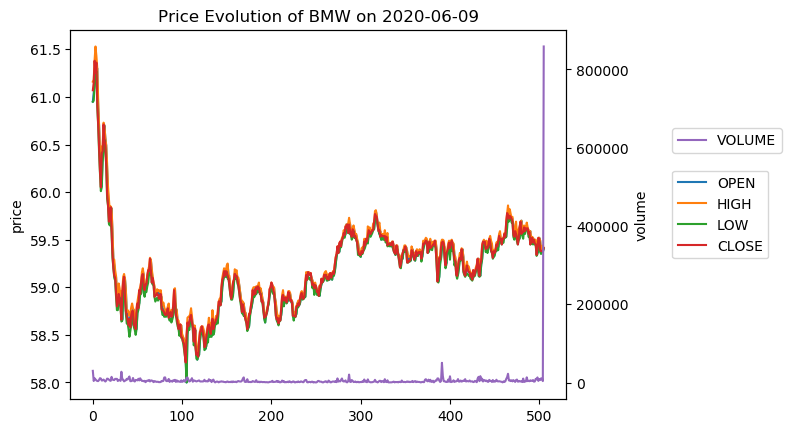 Price Evolution of BMW on 2020-06-09
61.5
61.0
60.5
60.0
59.5
59.0
58.5
58.0
price
0
100
200
300
400
500
800000
600000
400000
200000
0
volume
VOLUME
OPEN
HIGH
LOW
CLOSE